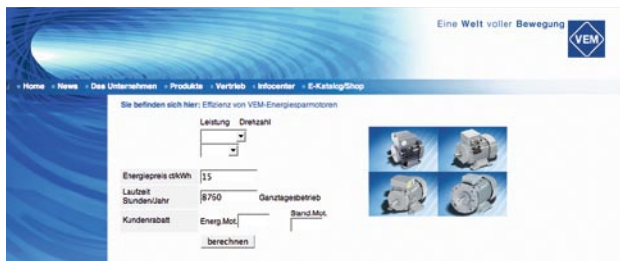 Eine Welt voller Bewegung
VEM
Home News Das Unternehmen Produkte Vertrieb Infocenter E-Katalog/Shop
Sie befinden sich hier: Effizienz von VEM-Energiesparmotoren
Leistung Drehzahl
Energiepreis ct/kWh 15
Laufzeit
Stunden/Jahr 8760 Ganztagesbetrieb
Kundenrabatt Energ.Mot. Stand.Mot.
berechnen